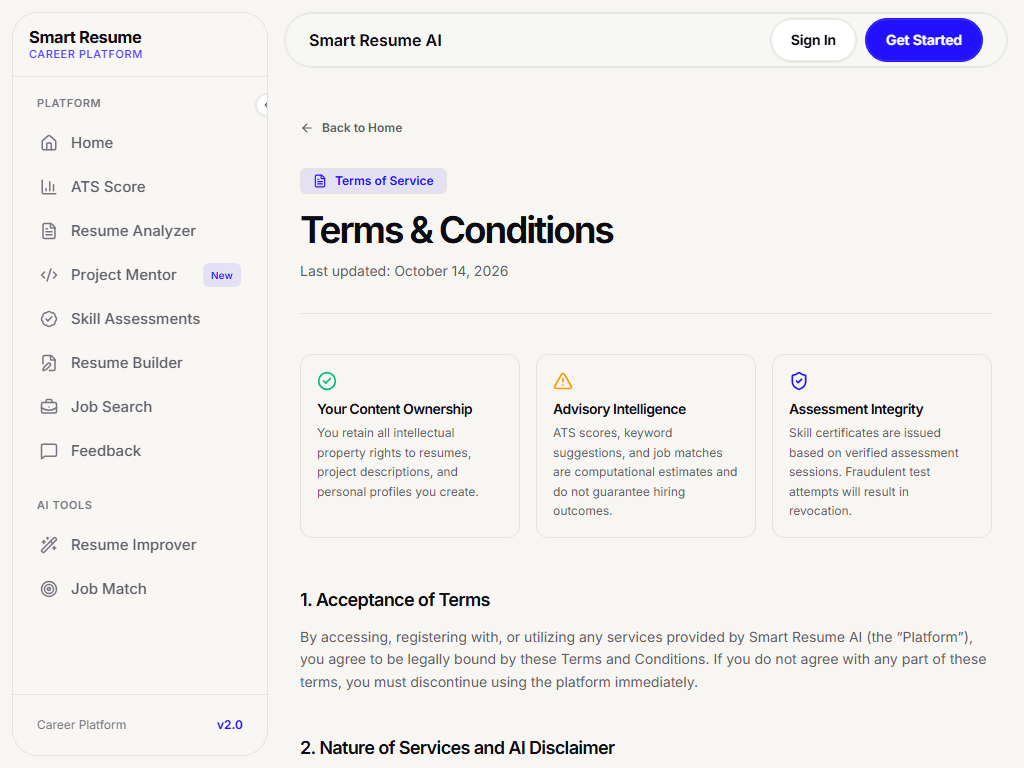 Smart Resume
CAREER PLATFORM
PLATFORM
Home
ATS Score
Resume Analyzer
Project Mentor New
Skill Assessments
Resume Builder
Job Search
Feedback
AI TOOLS
Resume Improver
Job Match
Career Platform v2.0
Smart Resume AI Sign In Get Started
Back to Home
Terms of Service
Terms & Conditions
Last updated: October 14, 2026
Your Content Ownership
You retain all intellectual
property rights to resumes,
project descriptions, and
personal profiles you create.
Advisory Intelligence
ATS scores, keyword
suggestions, and job matches
are computational estimates and
do not guarantee hiring
outcomes.
Assessment Integrity
Skill certificates are issued
based on verified assessment
sessions. Fraudulent test
attempts will result in
revocation.
1. Acceptance of Terms
By accessing, registering with, or utilizing any services provided by Smart Resume AI (the “Platform”),
you agree to be legally bound by these Terms and Conditions. If you do not agree with any part of these
terms, you must discontinue using the platform immediately.
2. Nature of Services and AI Disclaimer